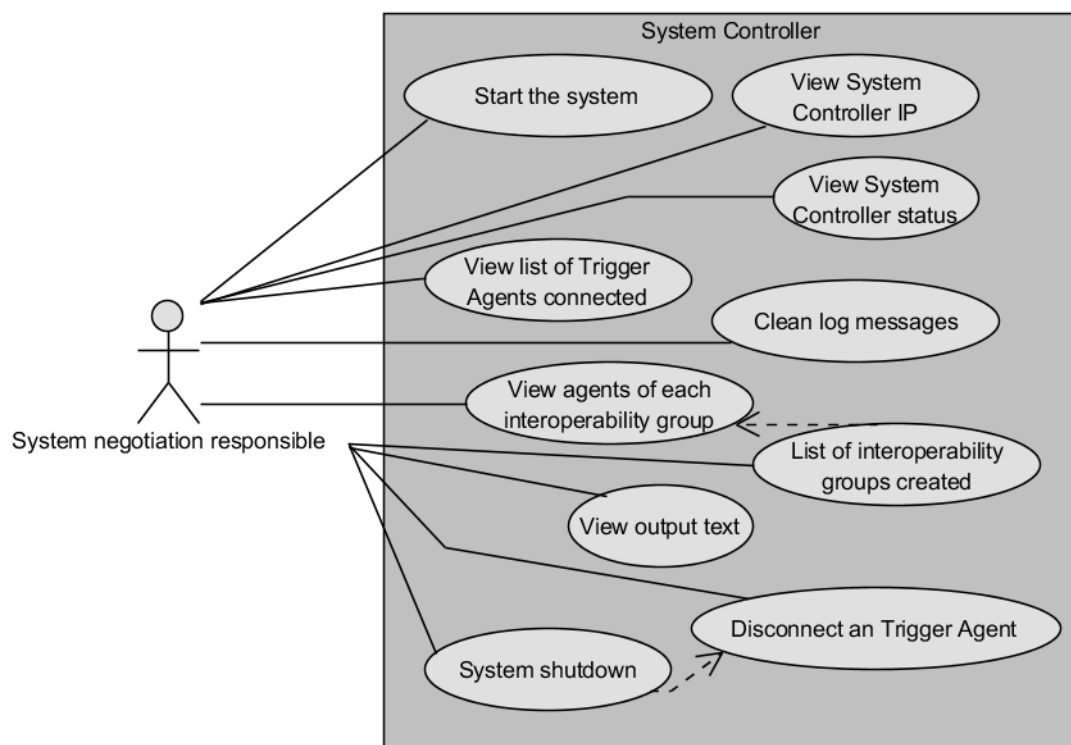 System Controller
Start the system
View System
Controller IP
View System
Controller status
View list of Trigger
Agents connected
Clean log messages
View agents of each
interoperability group
System negotiation responsible
List of interoperability
groups created
View output text
Disconnect an Trigger Agent
System shutdown